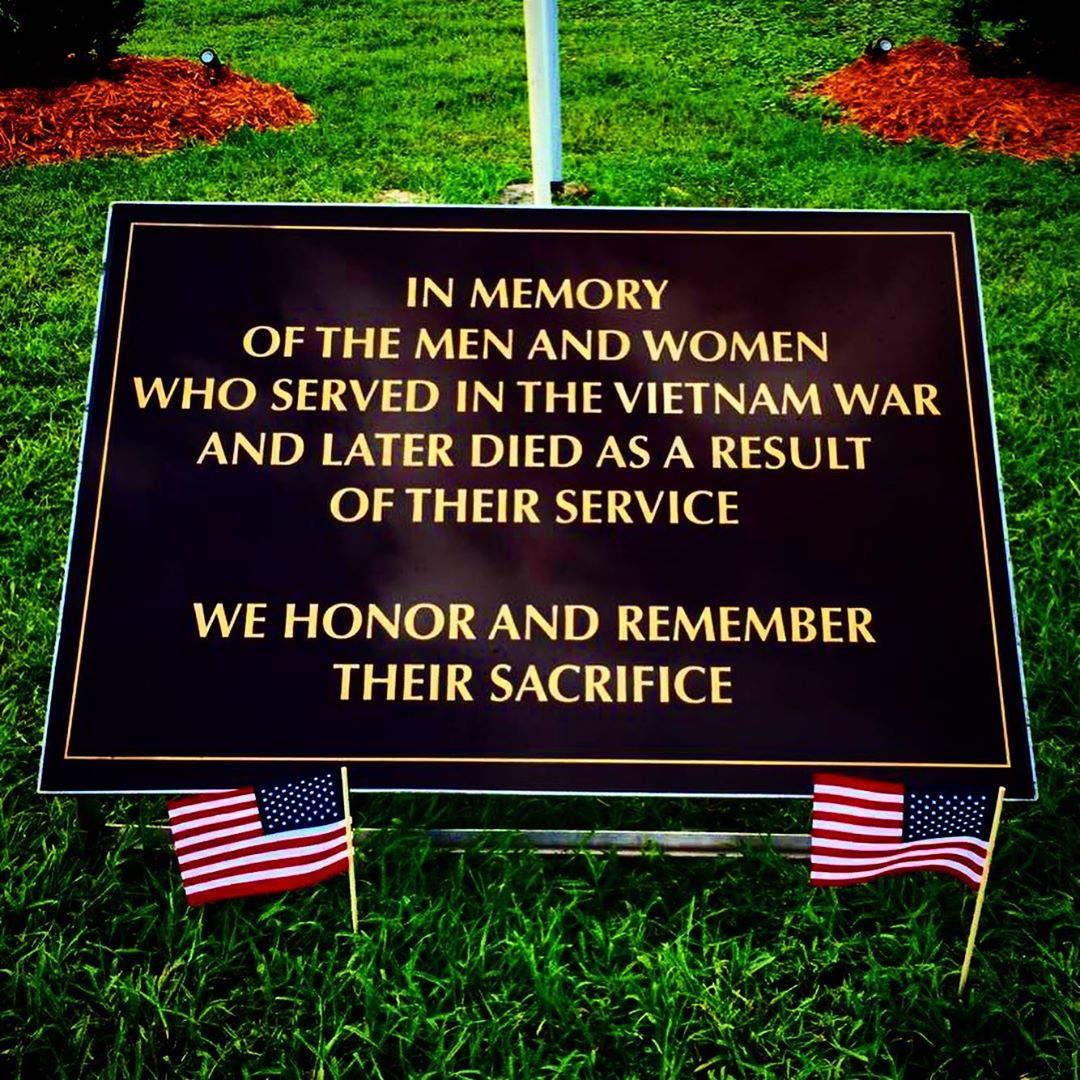 IN MEMORY
OF THE MEN AND WOMEN
WHO SERVED IN THE VIETNAM WAR
AND LATER DIED AS A RESULT
OF THEIR SERVICE
WE HONOR AND REMEMBER
THEIR SACRIFICE